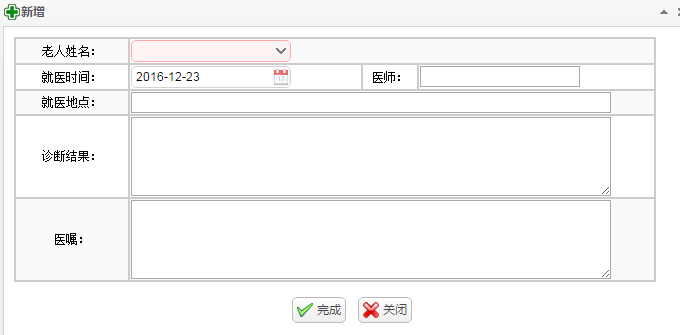 新增
老人姓名：
就医时间： 2016-12-23 医师：
就医地点：
诊断结果：
医嘱：
完成 关闭